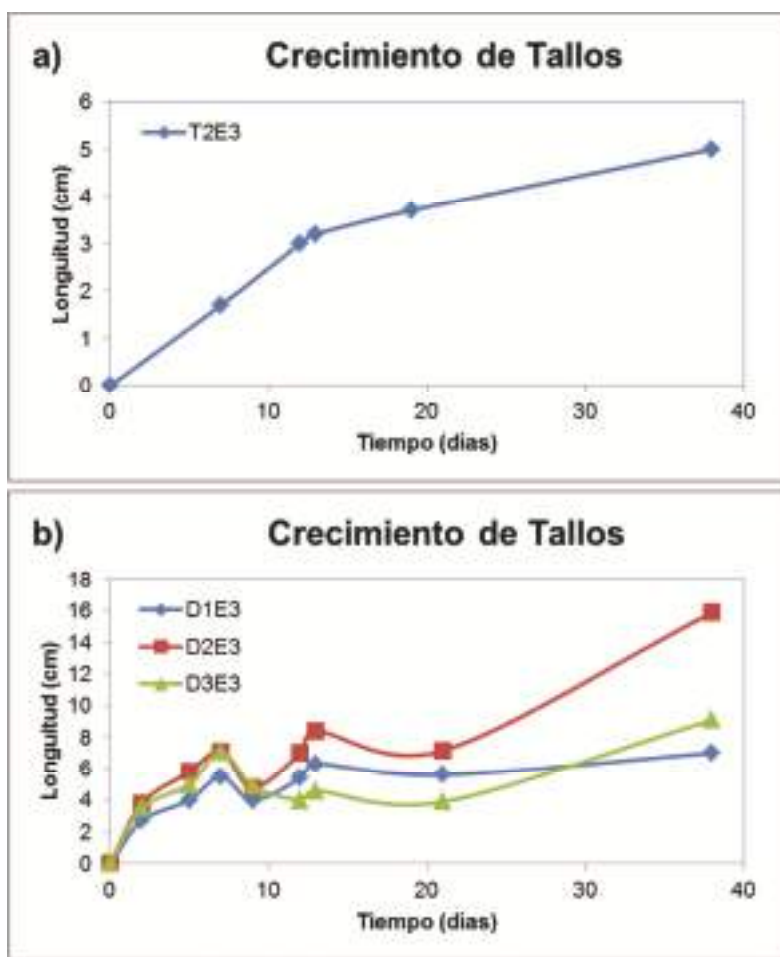 a) Crecimiento de Tallos
6
T2E3
5
4
3
2
1
0
Longuitud (cm)
0 10 20 30 40
Tiempo (dias)
b) Crecimiento de Tallos
18
D1E3
16
14
D2E3
12
D3E3
10
8
6
4
2
0
Longuitud (cm)
0 10 20 30 40
Tiempo (dias)